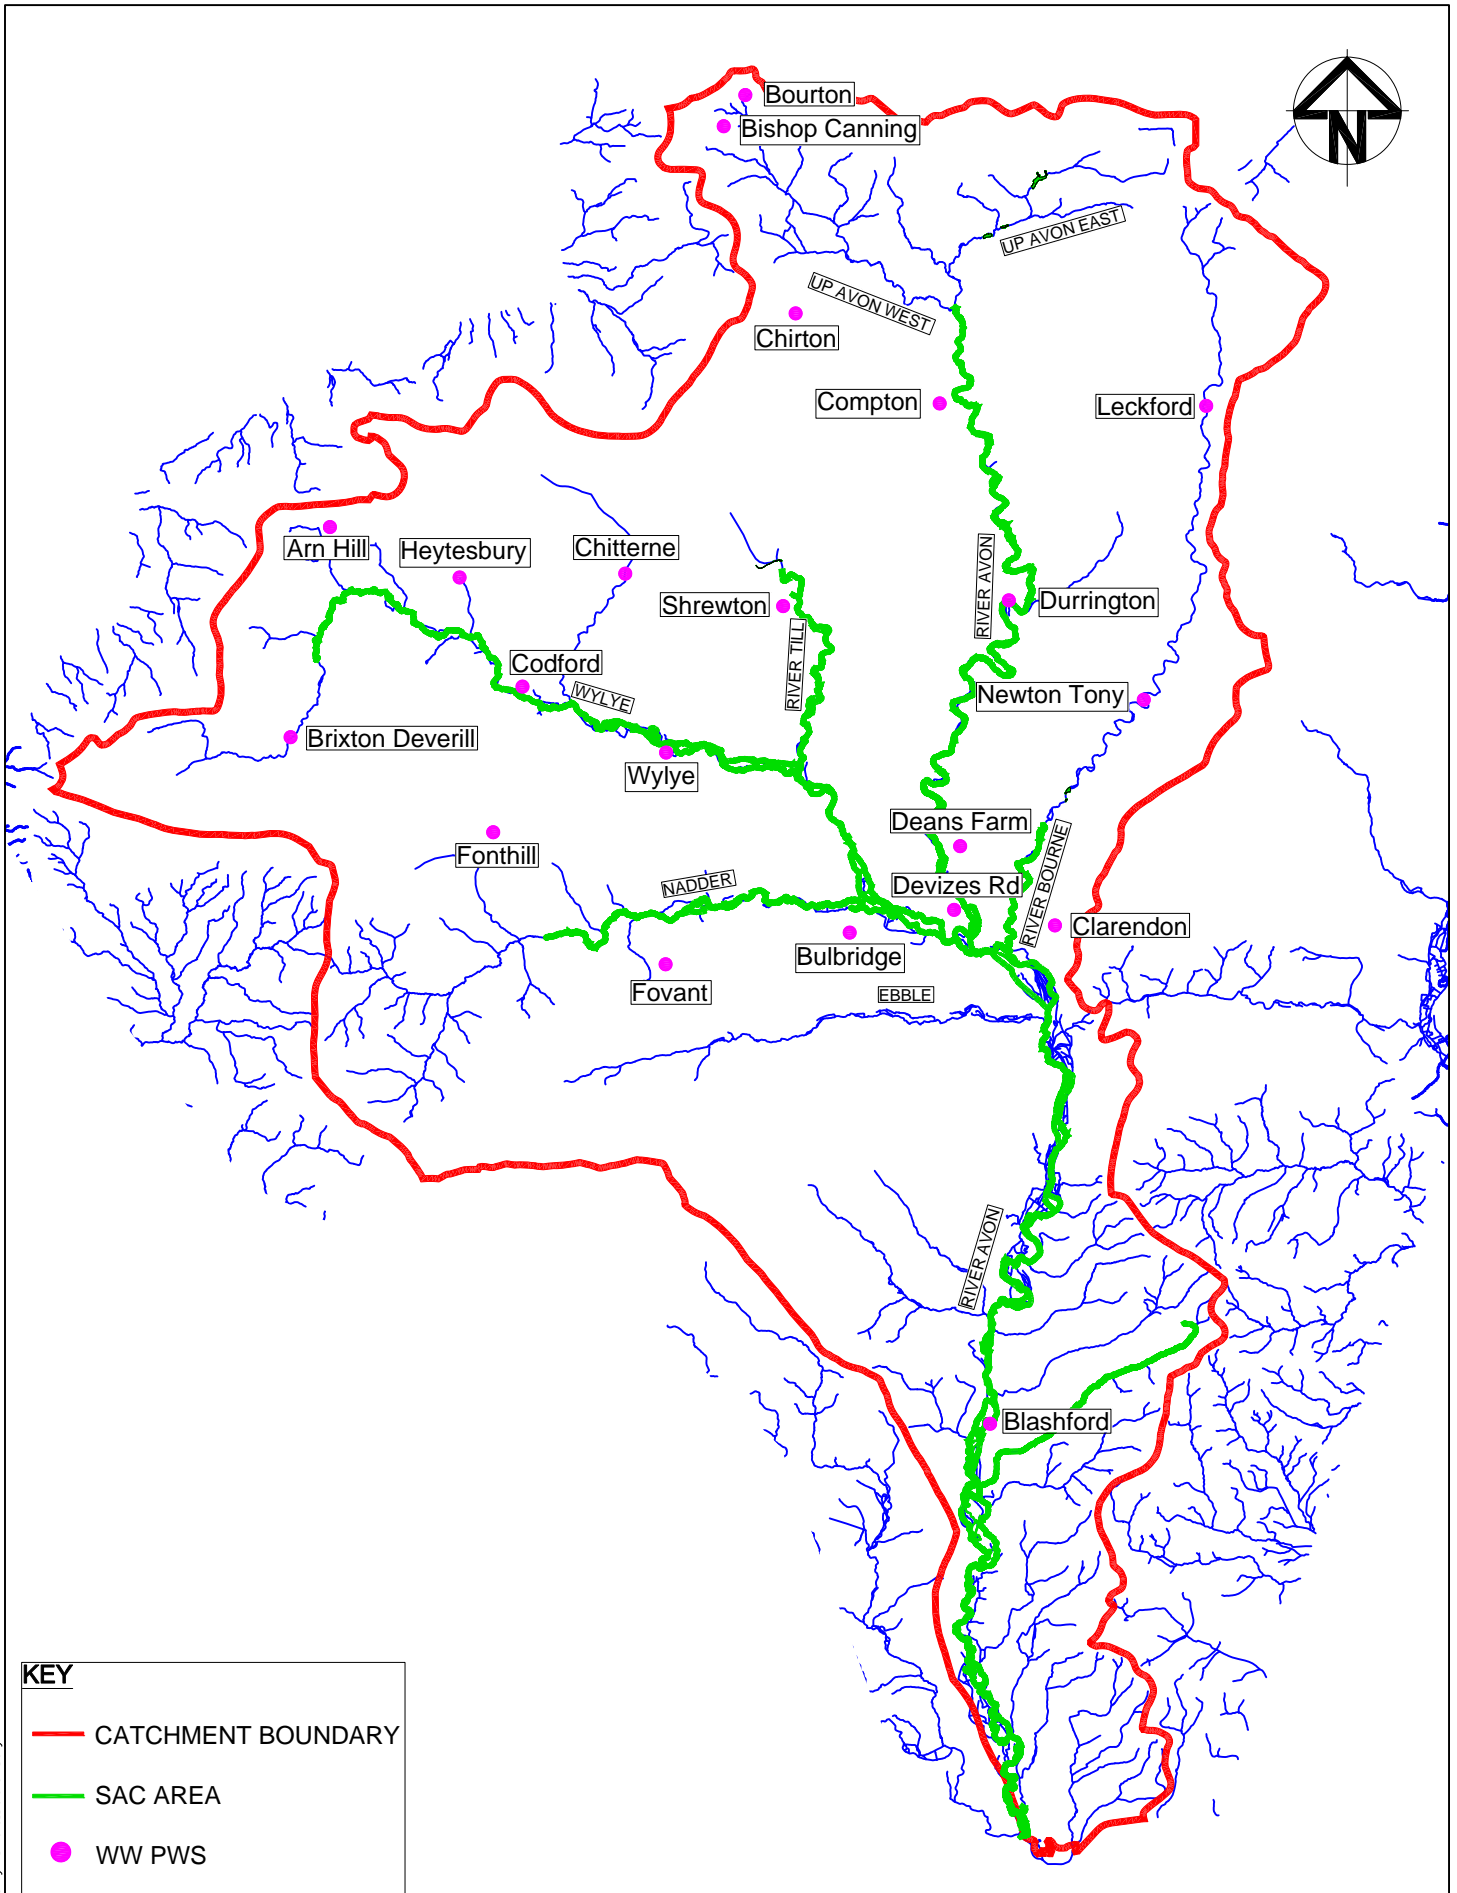 N
Bourton
Bishop Canning
UP AVON EAST
UP AVON WEST
Chirton
Compton
Leckford
Arn Hill
Heytesbury
Chitterne
Shrewton
RIVER AVON
Durrington
RIVER TILL
Codford
WYLYE
Newton Tony
Brixton Deverill
Wylye
Deans Farm
Fonthill
RIVER BOURNE
NADDER
Devizes Rd
Clarendon
Bulbridge
Fovant
EBBLE
RIVER AVON
Blashford
KEY
CATCHMENT BOUNDARY
SAC AREA
WW PWS